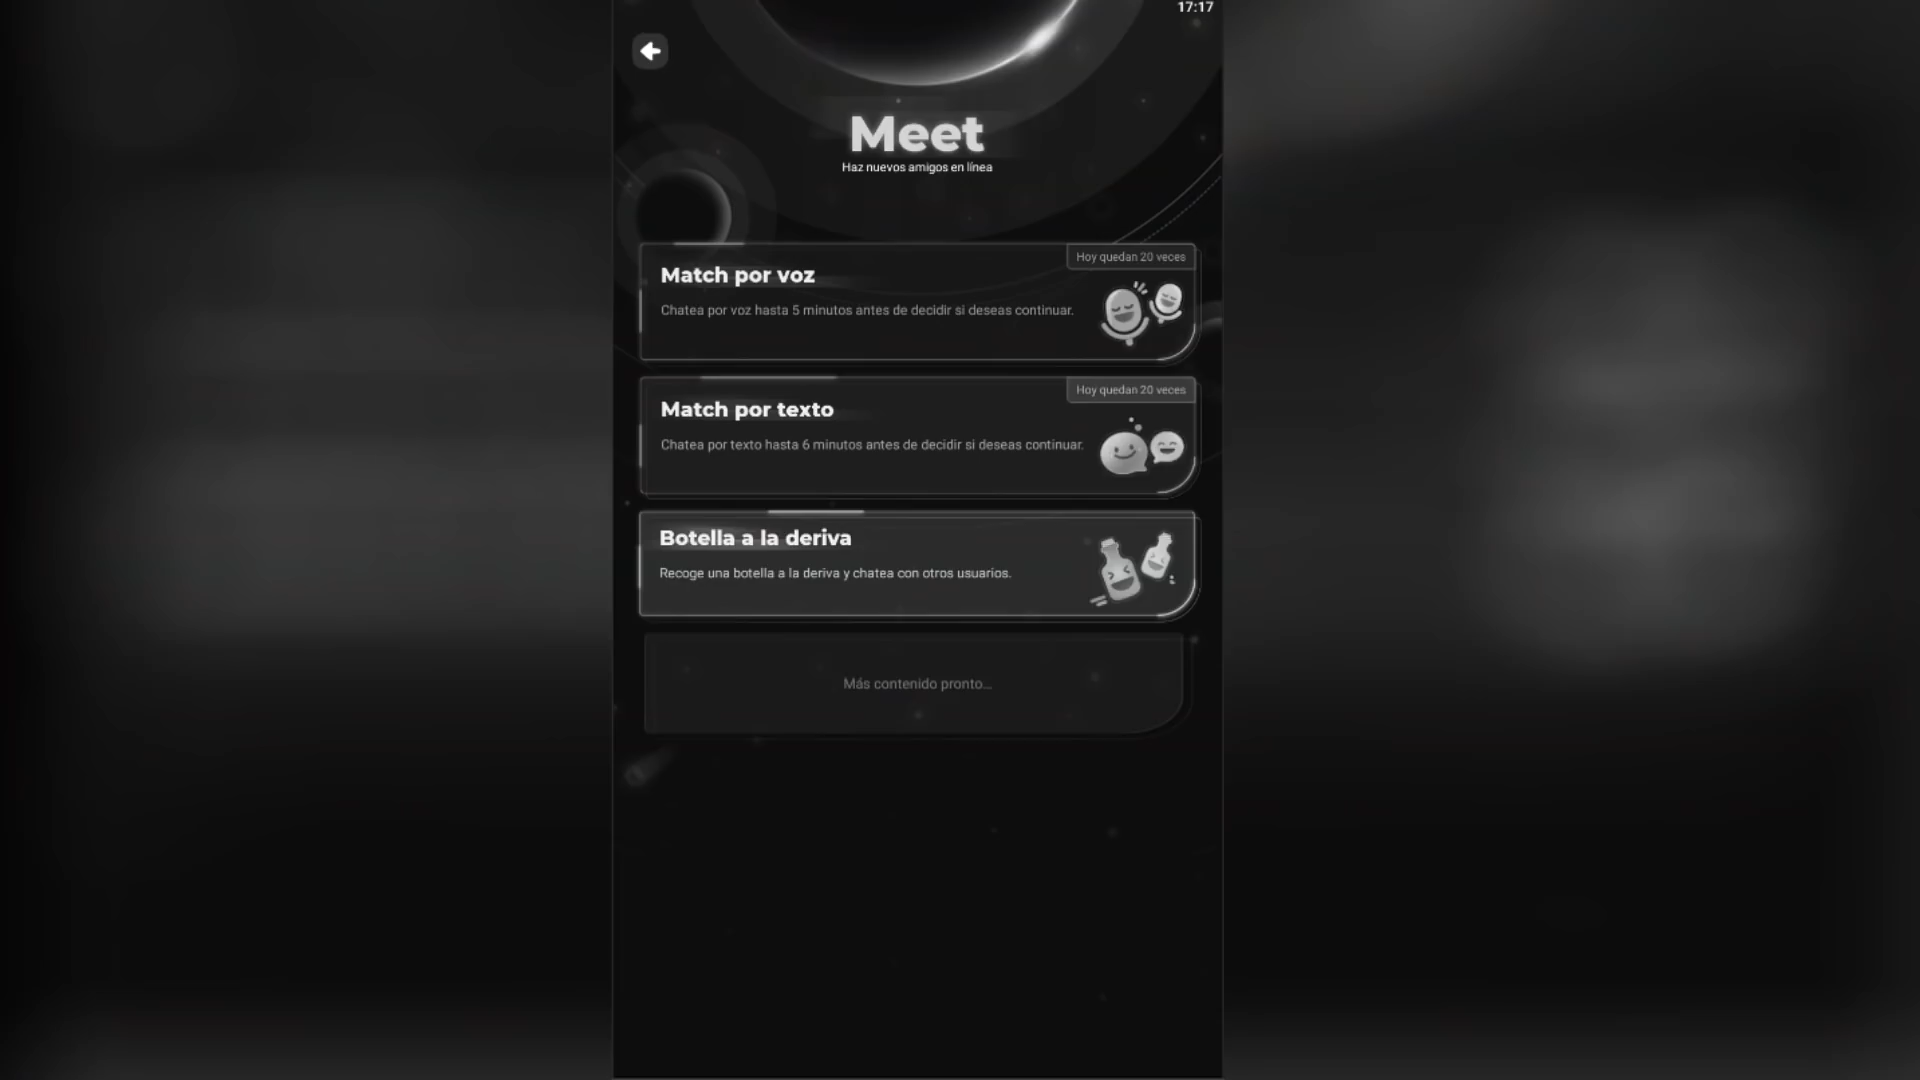 17:17
Meet
Haz nuevos amigos en línea
Hoy quedan 20 veces
Match por voz
Chatea por voz hasta 5 minutos antes de decidir si deseas continuar.
Hoy quedan 20 veces
Match por texto
Chatea por texto hasta 6 minutos antes de decidir si deseas continuar.
Botella a la deriva
Recoge una botella a la deriva y chatea con otros usuarios.
Más contenido pronto...